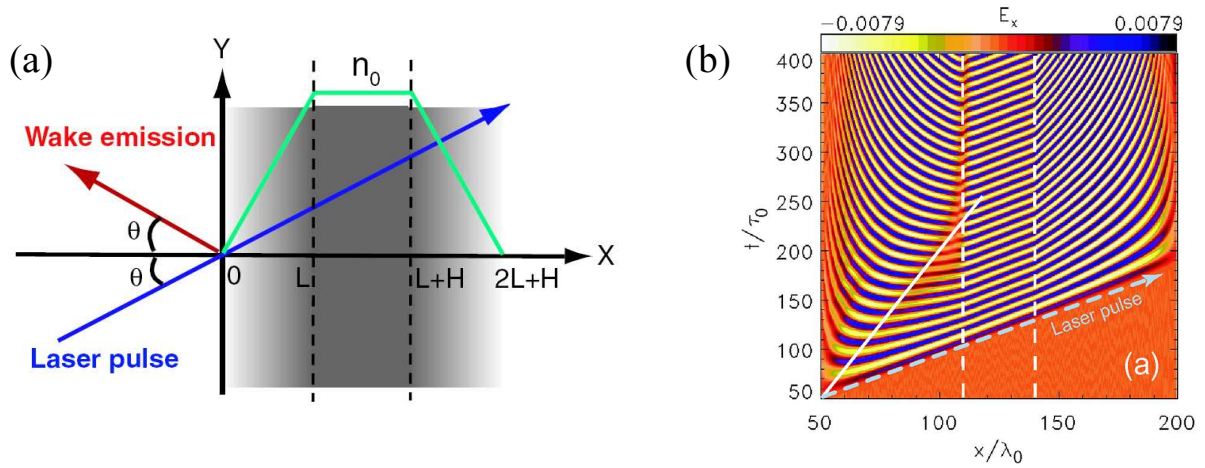 (a)
Y
n₀
Wake emission
θ
θ
0
L
L+H
2L+H
X
Laser pulse
(b)
−0.0079
Eₓ
0.0079
400
350
300
250
200
150
100
50
t/τ₀
Laser pulse
(a)
50
100
150
200
x/λ₀